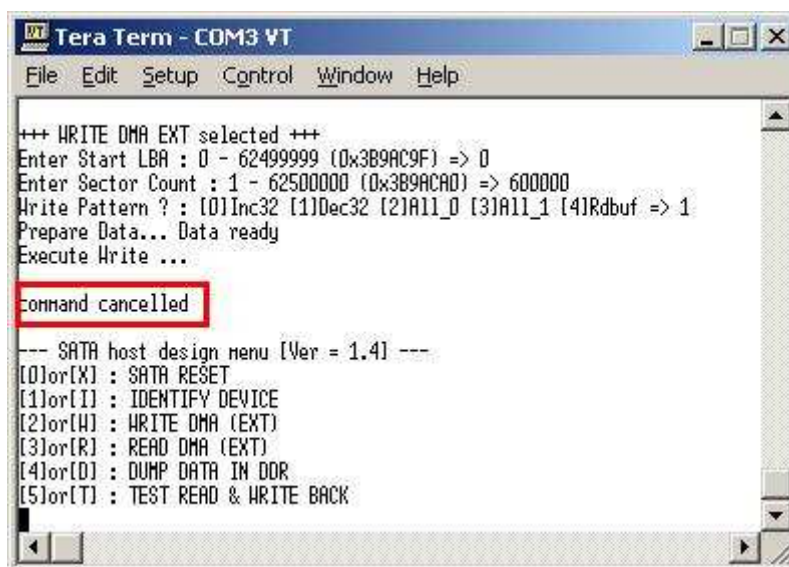 Tera Term - COM3 VT
File Edit Setup Control Window Help
+++ WRITE DMA EXT selected +++
Enter Start LBA : 0 - 62499999 (0x3B9AC9F) => 0
Enter Sector Count : 1 - 62500000 (0x3B9ACA0) => 600000
Write Pattern ? : [0]Inc32 [1]Dec32 [2]All_0 [3]All_1 [4]Rdbuf => 1
Prepare Data... Data ready
Execute Write ...
command cancelled
--- SATA host design menu [Ver = 1.4] ---
[0]or[X] : SATA RESET
[1]or[I] : IDENTIFY DEVICE
[2]or[W] : WRITE DMA (EXT)
[3]or[R] : READ DMA (EXT)
[4]or[D] : DUMP DATA IN DDR
[5]or[T] : TEST READ & WRITE BACK